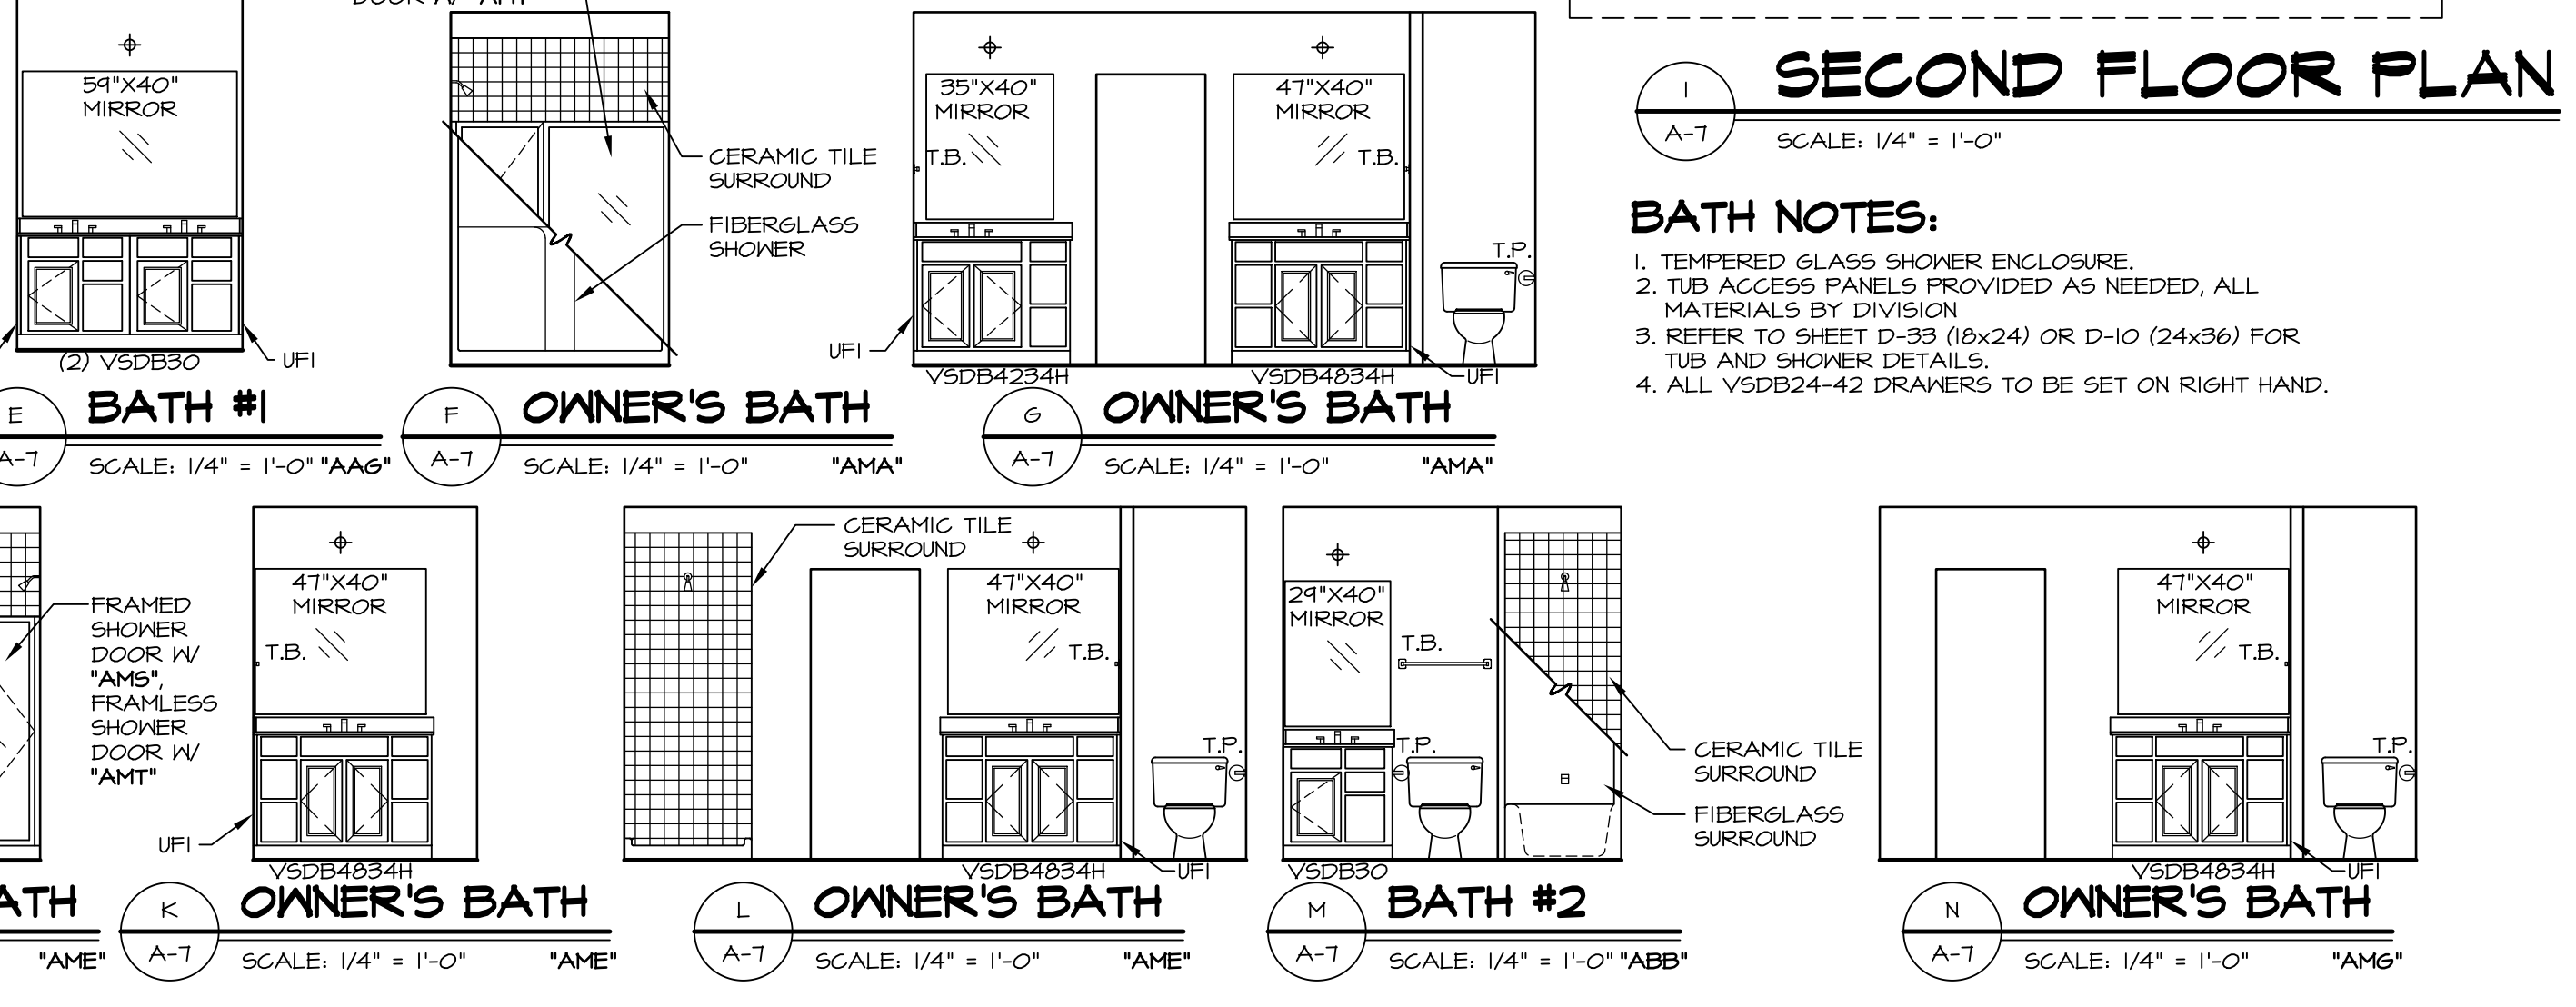 59"X40"
MIRROR
(2) VSDB30
UFI
E
A-7
BATH #1
SCALE: 1/4" = 1'-0" "AAG"
CERAMIC TILE
SURROUND
FIBERGLASS
SHOWER
F
A-7
OWNER'S BATH
SCALE: 1/4" = 1'-0" "AMA"
35"X40"
MIRROR
T.B.
47"X40"
MIRROR
T.B.
T.P.
UFI
VSDB4234H
VSDB4834H
UFI
G
A-7
OWNER'S BATH
SCALE: 1/4" = 1'-0" "AMA"
1
A-7
SECOND FLOOR PLAN
SCALE: 1/4" = 1'-0"
BATH NOTES:
1. TEMPERED GLASS SHOWER ENCLOSURE.
2. TUB ACCESS PANELS PROVIDED AS NEEDED, ALL
MATERIALS BY DIVISION
3. REFER TO SHEET D-33 (18x24) OR D-10 (24x36) FOR
TUB AND SHOWER DETAILS.
4. ALL VSDB24-42 DRAWERS TO BE SET ON RIGHT HAND.
FRAMED
SHOWER
DOOR W/
"AMS",
FRAMLESS
SHOWER
DOOR W/
"AMT"
ATH
"AME"
47"X40"
MIRROR
T.B.
UFI
VSDB4834H
K
A-7
OWNER'S BATH
SCALE: 1/4" = 1'-0" "AME"
CERAMIC TILE
SURROUND
47"X40"
MIRROR
T.B.
T.P.
VSDB4834H
UFI
L
A-7
OWNER'S BATH
SCALE: 1/4" = 1'-0" "AME"
29"X40"
MIRROR
T.B.
T.P.
CERAMIC TILE
SURROUND
FIBERGLASS
SURROUND
VSDB30
M
A-7
BATH #2
SCALE: 1/4" = 1'-0" "ABB"
47"X40"
MIRROR
T.B.
T.P.
VSDB4834H
UFI
N
A-7
OWNER'S BATH
SCALE: 1/4" = 1'-0" "AMG"